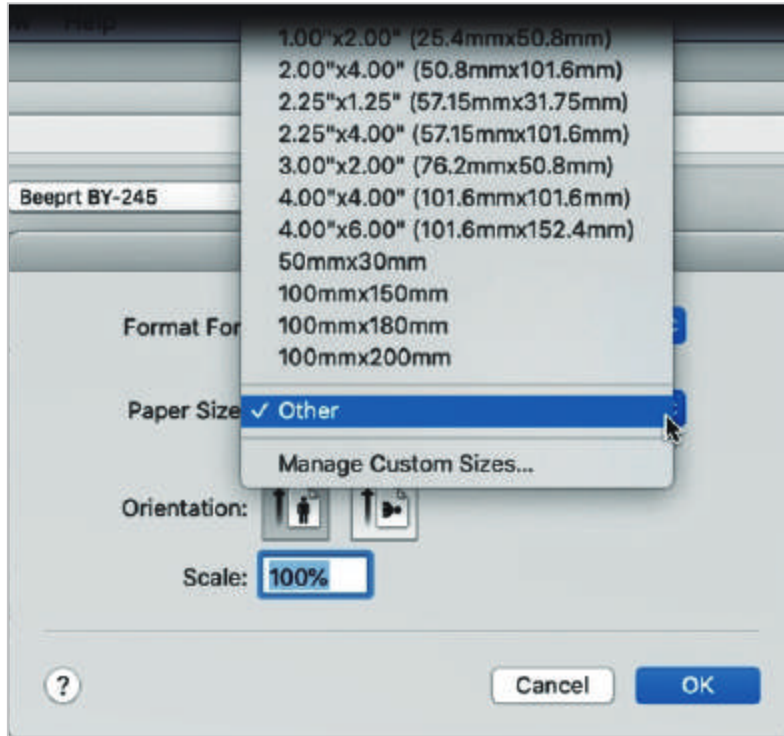 Help
1.00"x2.00" (25.4mmx50.8mm)
2.00"x4.00" (50.8mmx101.6mm)
2.25"x1.25" (57.15mmx31.75mm)
2.25"x4.00" (57.15mmx101.6mm)
3.00"x2.00" (76.2mmx50.8mm)
4.00"x4.00" (101.6mmx101.6mm)
4.00"x6.00" (101.6mmx152.4mm)
50mmx30mm
100mmx150mm
100mmx180mm
100mmx200mm
✓ Other
Manage Custom Sizes...
Beeprt BY-245
Format For
Paper Size
Orientation:
Scale: 100%
?
Cancel OK